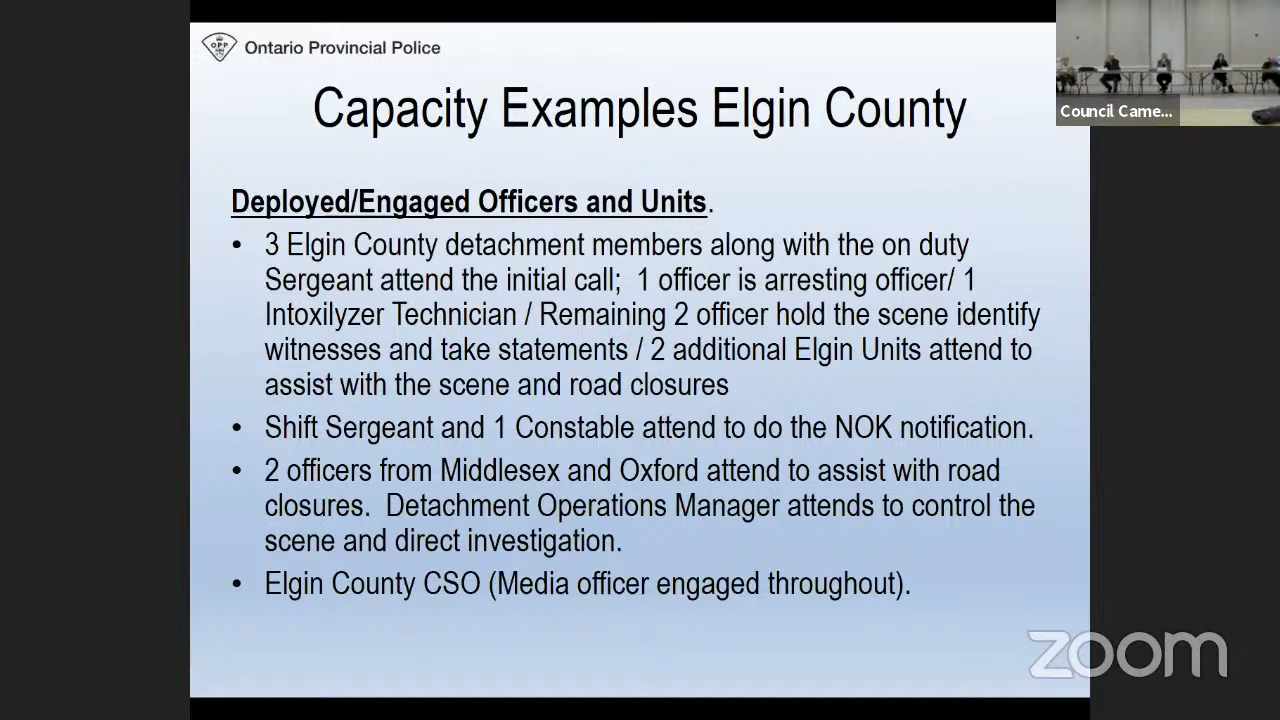 OPP
Ontario Provincial Police
Capacity Examples Elgin County
Council Came...
Deployed/Engaged Officers and Units.
• 3 Elgin County detachment members along with the on duty
Sergeant attend the initial call;  1 officer is arresting officer/ 1
Intoxilyzer Technician / Remaining 2 officer hold the scene identify
witnesses and take statements / 2 additional Elgin Units attend to
assist with the scene and road closures
• Shift Sergeant and 1 Constable attend to do the NOK notification.
• 2 officers from Middlesex and Oxford attend to assist with road
closures.  Detachment Operations Manager attends to control the
scene and direct investigation.
• Elgin County CSO (Media officer engaged throughout).
zoom